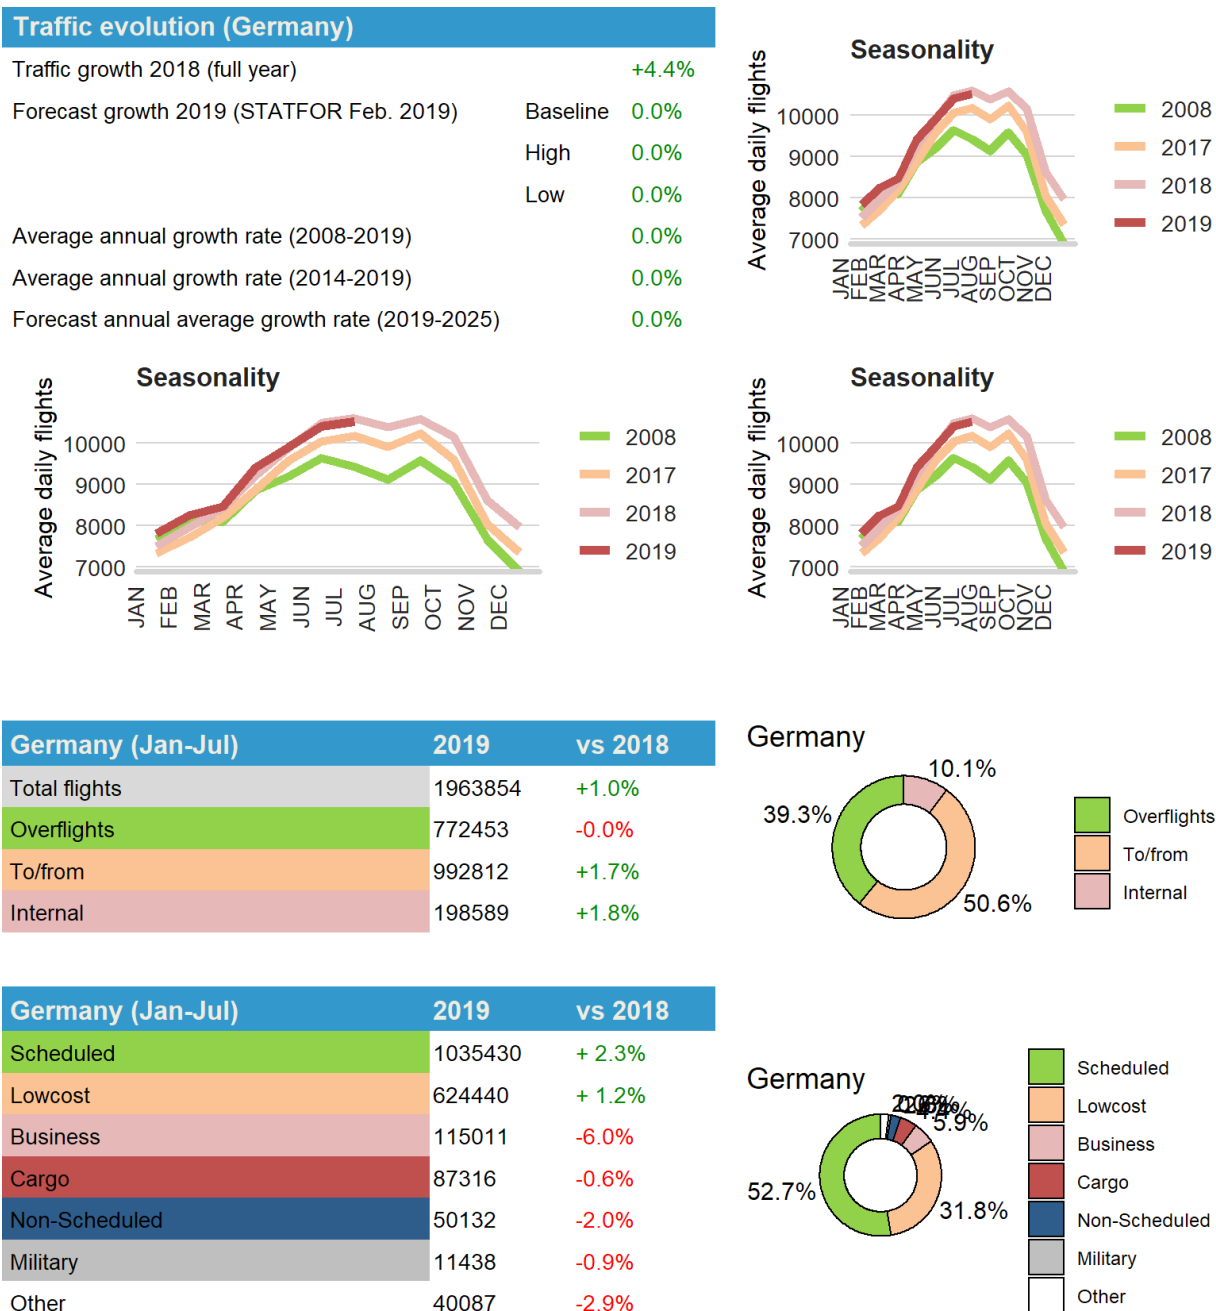 Traffic evolution (Germany)
Traffic growth 2018 (full year) +4.4%
Forecast growth 2019 (STATFOR Feb. 2019) Baseline 0.0%
High 0.0%
Low 0.0%
Average annual growth rate (2008-2019) 0.0%
Average annual growth rate (2014-2019) 0.0%
Forecast annual average growth rate (2019-2025) 0.0%
Seasonality
Average daily flights
10000
9000
8000
7000
JAN FEB MAR APR MAY JUN JUL AUG SEP OCT NOV DEC
2008
2017
2018
2019
Seasonality
Average daily flights
10000
9000
8000
7000
JAN FEB MAR APR MAY JUN JUL AUG SEP OCT NOV DEC
2008
2017
2018
2019
Seasonality
Average daily flights
10000
9000
8000
7000
JAN FEB MAR APR MAY JUN JUL AUG SEP OCT NOV DEC
2008
2017
2018
2019
Germany (Jan-Jul) 2019 vs 2018
Total flights 1963854 +1.0%
Overflights 772453 -0.0%
To/from 992812 +1.7%
Internal 198589 +1.8%
Germany
10.1%
39.3%
50.6%
Overflights
To/from
Internal
Germany (Jan-Jul) 2019 vs 2018
Scheduled 1035430 + 2.3%
Lowcost 624440 + 1.2%
Business 115011 -6.0%
Cargo 87316 -0.6%
Non-Scheduled 50132 -2.0%
Military 11438 -0.9%
Other 40087 -2.9%
Germany
5.9%
52.7%
31.8%
Scheduled
Lowcost
Business
Cargo
Non-Scheduled
Military
Other